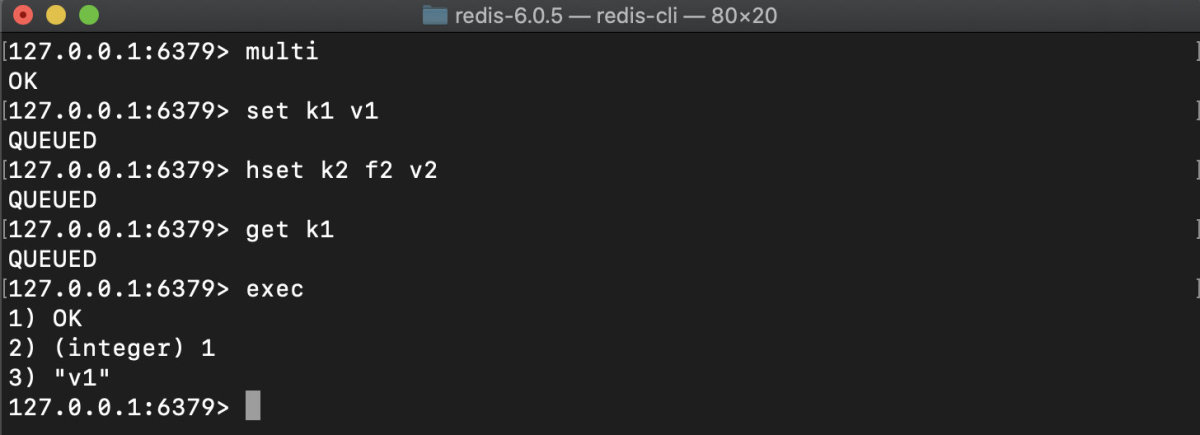 redis-6.0.5 — redis-cli — 80×20
[127.0.0.1:6379> multi ]
OK
[127.0.0.1:6379> set k1 v1 ]
QUEUED
[127.0.0.1:6379> hset k2 f2 v2 ]
QUEUED
[127.0.0.1:6379> get k1 ]
QUEUED
[127.0.0.1:6379> exec ]
1) OK
2) (integer) 1
3) "v1"
127.0.0.1:6379>